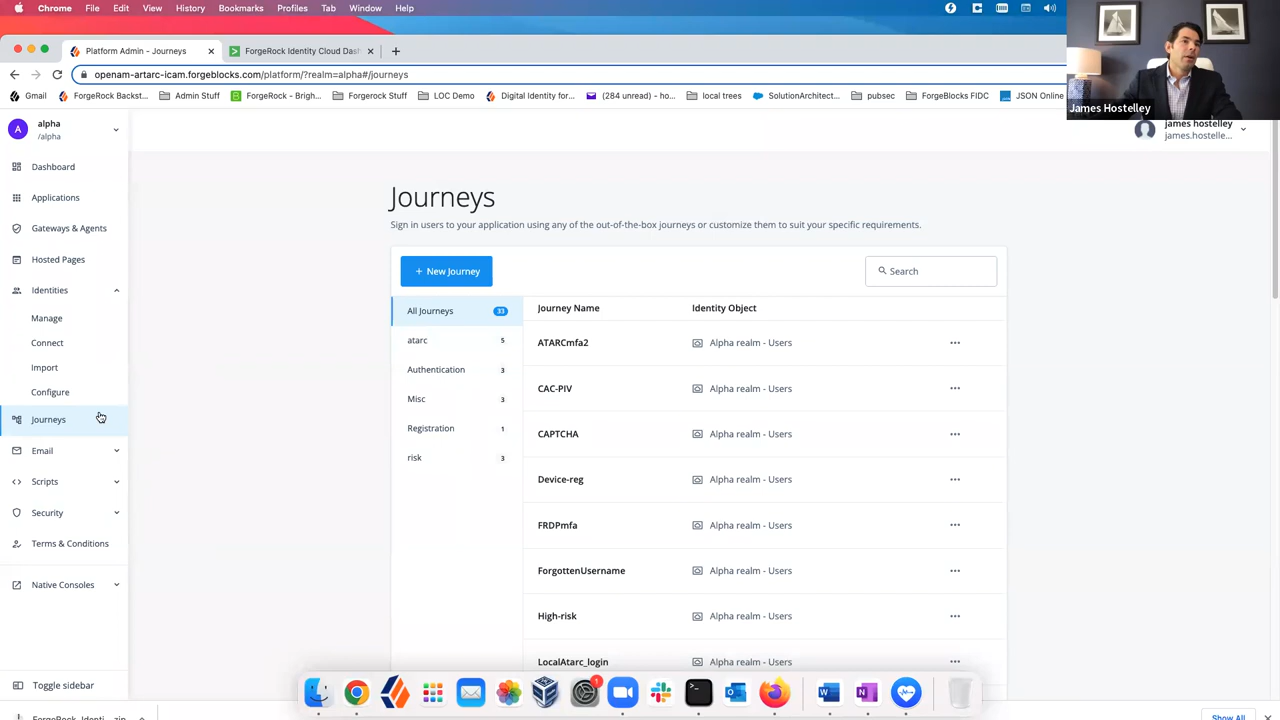 Chrome File Edit View History Bookmarks Profiles Tab Window Help
Platform Admin - Journeys
ForgeRock Identity Cloud Das
openam-artarc-icam.forgeblocks.com/platform/?realm=alpha#/journeys
Gmail ForgeRock Backst... Admin Stuff ForgeRock - Brigh... Forgerock Stuff LOC Demo Digital Identity for... (284 unread) - ho... local trees SolutionArchitect... pubsec ForgeBlocks FIDC JSON Online
James Hostelley
A alpha
/alpha
james hostelley
james.hostelle...
Dashboard
Applications
Gateways & Agents
Hosted Pages
Identities
Manage
Connect
Import
Configure
Journeys
Email
Scripts
Security
Terms & Conditions
Native Consoles
Toggle sidebar
Journeys
Sign in users to your application using any of the out-of-the-box journeys or customize them to suit your specific requirements.
+ New Journey
Search
All Journeys 33
atarc 5
Authentication 3
Misc 3
Registration 1
risk 3
Journey Name Identity Object
ATARCmfa2 Alpha realm - Users
CAC-PIV Alpha realm - Users
CAPTCHA Alpha realm - Users
Device-reg Alpha realm - Users
FRDPmfa Alpha realm - Users
ForgottenUsername Alpha realm - Users
High-risk Alpha realm - Users
LocalAtarc_login Alpha realm - Users
1
ForgeRock_Identi....zip
Show All